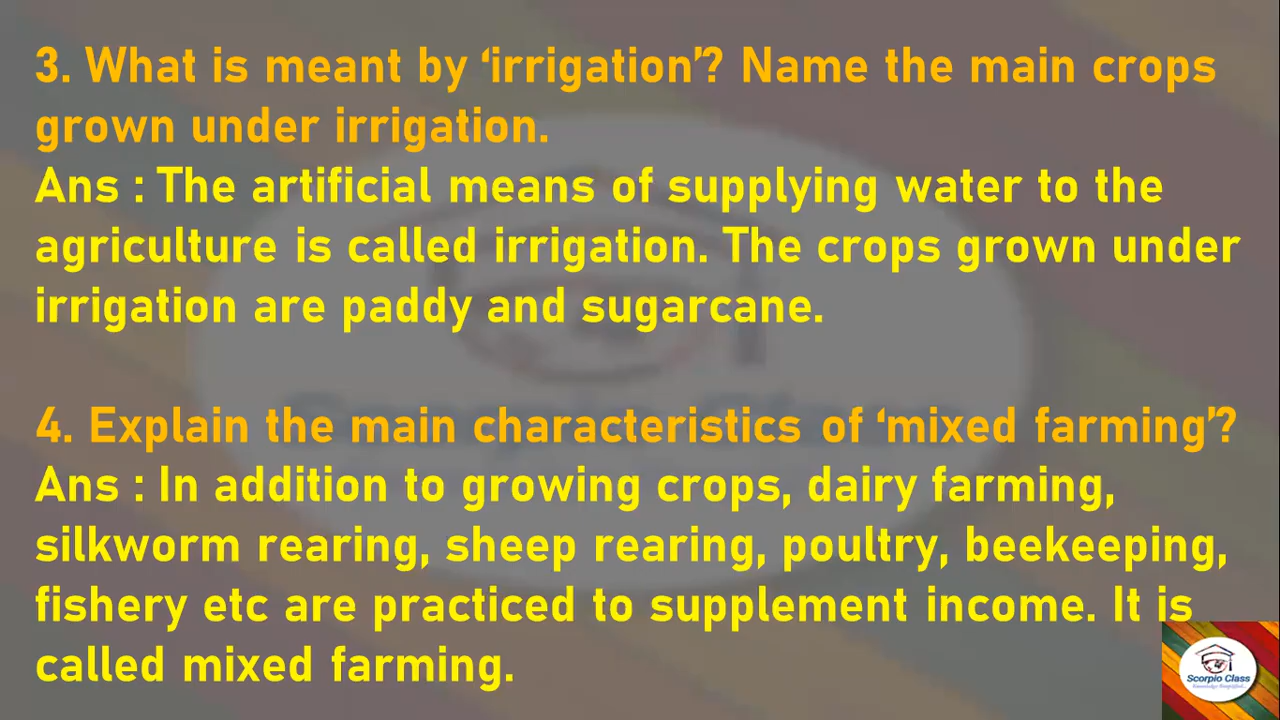 3. What is meant by ‘irrigation’? Name the main crops
grown under irrigation.
Ans : The artificial means of supplying water to the
agriculture is called irrigation. The crops grown under
irrigation are paddy and sugarcane.
4. Explain the main characteristics of ‘mixed farming’?
Ans : In addition to growing crops, dairy farming,
silkworm rearing, sheep rearing, poultry, beekeeping,
fishery etc are practiced to supplement income. It is
called mixed farming.
Scorpio Class
Knowledge Simplified...